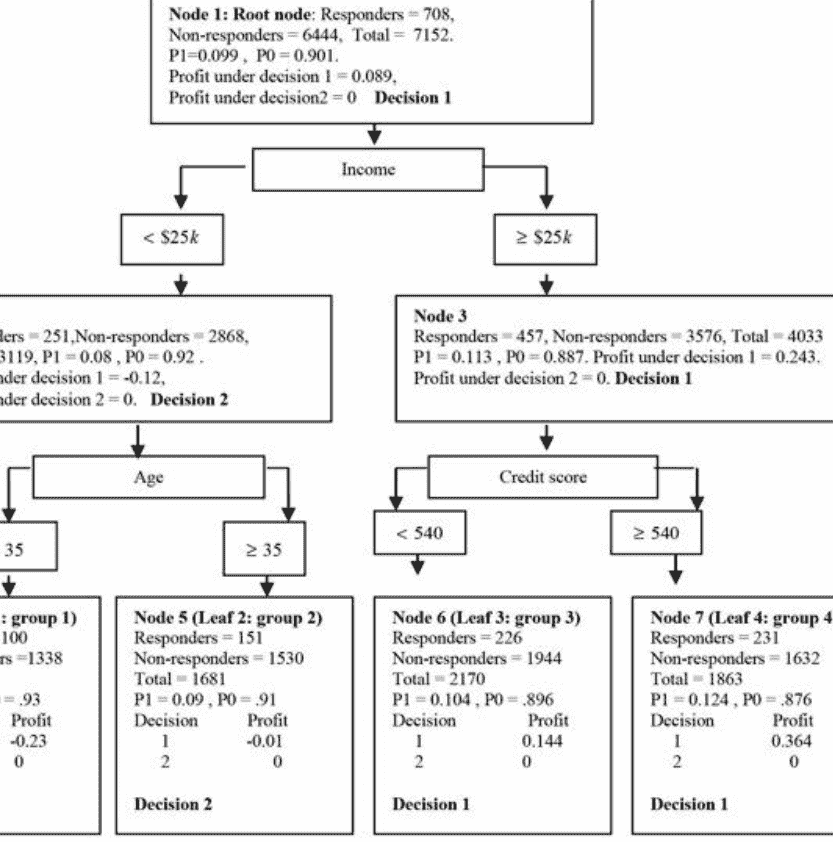 Node 1: Root node: Responders = 708,
Non-responders = 6444, Total = 7152.
P1=0.099 , P0 = 0.901.
Profit under decision 1 = 0.089,
Profit under decision2 = 0 Decision 1
Income
< $25k
≥ $25k
251,Non-responders = 2868,
3119, P1 = 0.08 , P0 = 0.92 .
decision 1 = -0.12,
decision 2 = 0. Decision 2
Node 3
Responders = 457, Non-responders = 3576, Total = 4033
P1 = 0.113 , P0 = 0.887. Profit under decision 1 = 0.243.
Profit under decision 2 = 0. Decision 1
Age
Credit score
35
≥ 35
< 540
≥ 540
: group 1)
100
=1338
= .93
Profit
-0.23
0
Node 5 (Leaf 2: group 2)
Responders = 151
Non-responders = 1530
Total = 1681
P1 = 0.09 , P0 = .91
Decision Profit
1 -0.01
2 0
Decision 2
Node 6 (Leaf 3: group 3)
Responders = 226
Non-responders = 1944
Total = 2170
P1 = 0.104 , P0 = .896
Decision Profit
1 0.144
2 0
Decision 1
Node 7 (Leaf 4: group 4
Responders = 231
Non-responders = 1632
Total = 1863
P1 = 0.124 , P0 = .876
Decision Profit
1 0.364
2 0
Decision 1